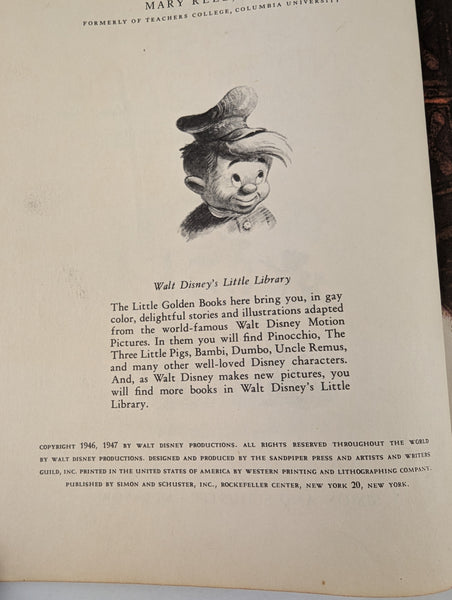 MARY
FORMERLY OF TEACHERS COLLEGE, COLUMBIA UNIVERSITY
Walt Disney's Little Library
The Little Golden Books here bring you, in gay
color, delightful stories and illustrations adapted
from the world-famous Walt Disney Motion
Pictures. In them you will find Pinocchio, The
Three Little Pigs, Bambi, Dumbo, Uncle Remus,
and many other well-loved Disney characters.
And, as Walt Disney makes new pictures, you
will find more books in Walt Disney's Little
Library.
COPYRIGHT 1946, 1947 BY WALT DISNEY PRODUCTIONS. ALL RIGHTS RESERVED THROUGHOUT THE WORLD
BY WALT DISNEY PRODUCTIONS. DESIGNED AND PRODUCED BY THE SANDPIPER PRESS AND ARTISTS AND WRITERS
GUILD, INC. PRINTED IN THE UNITED STATES OF AMERICA BY WESTERN PRINTING AND LITHOGRAPHING COMPANY.
PUBLISHED BY SIMON AND SCHUSTER, INC., ROCKEFELLER CENTER, NEW YORK 20, NEW YORK.